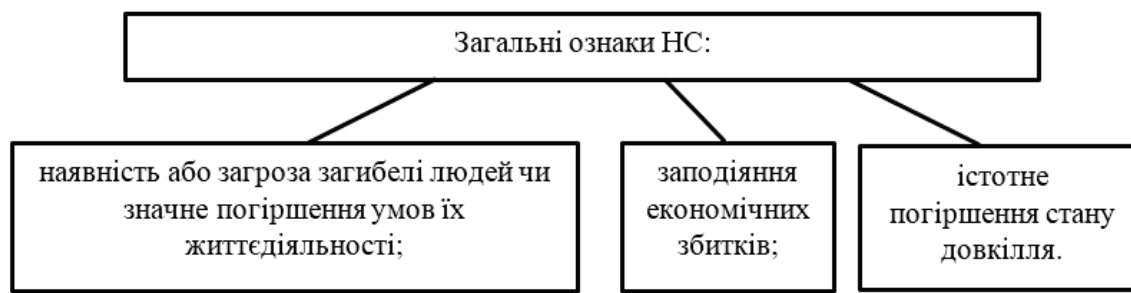 Загальні ознаки НС:
наявність або загроза загибелі людей чи
значне погіршення умов їх
життєдіяльності;
заподіяння
економічних
збитків;
істотне
погіршення стану
довкілля.